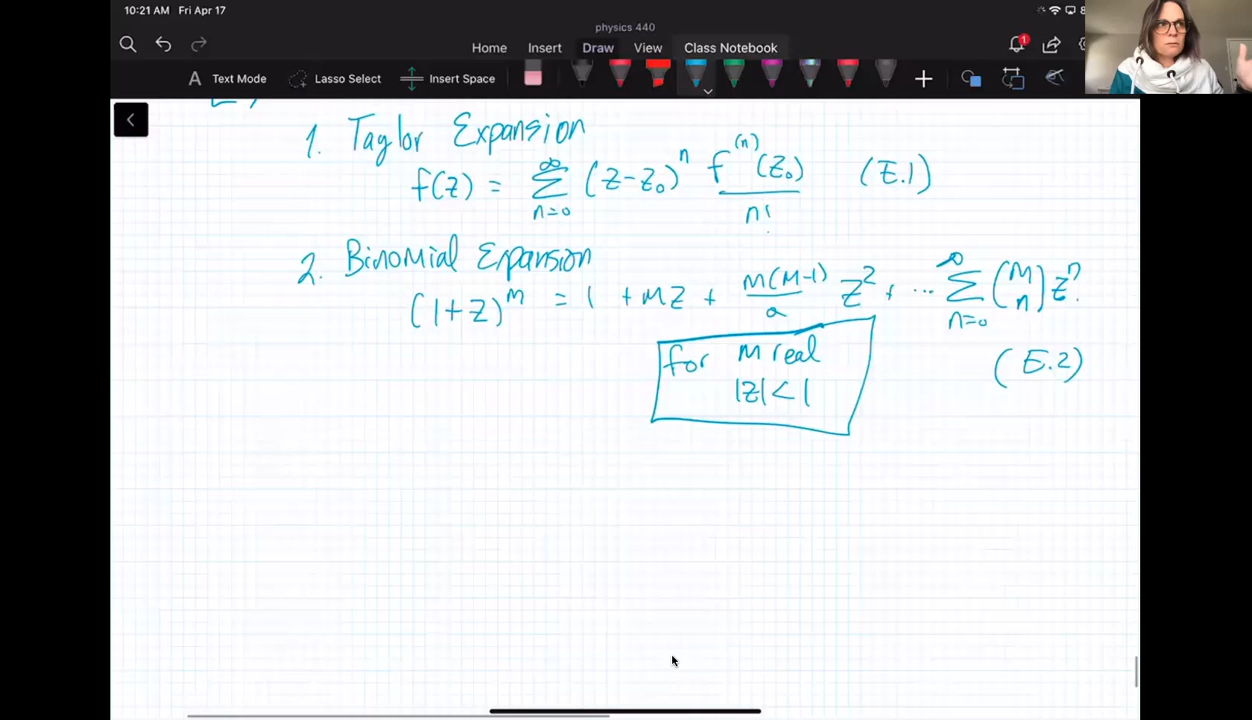 10:21 AM Fri Apr 17
physics 440
Home Insert Draw View Class Notebook
1
A Text Mode Lasso Select Insert Space
1. Taylor Expansion
f(z) = ∞ Σ n=0 (z-z₀)ⁿ f⁽ⁿ⁾(z₀) / n! (E.1)
2. Binomial Expansion
(1+z)ᵐ = 1 + mz + m(m-1)/2 z² + ... ∞ Σ n=0 (m n) zⁿ
for m real
|z| < 1
(E.2)